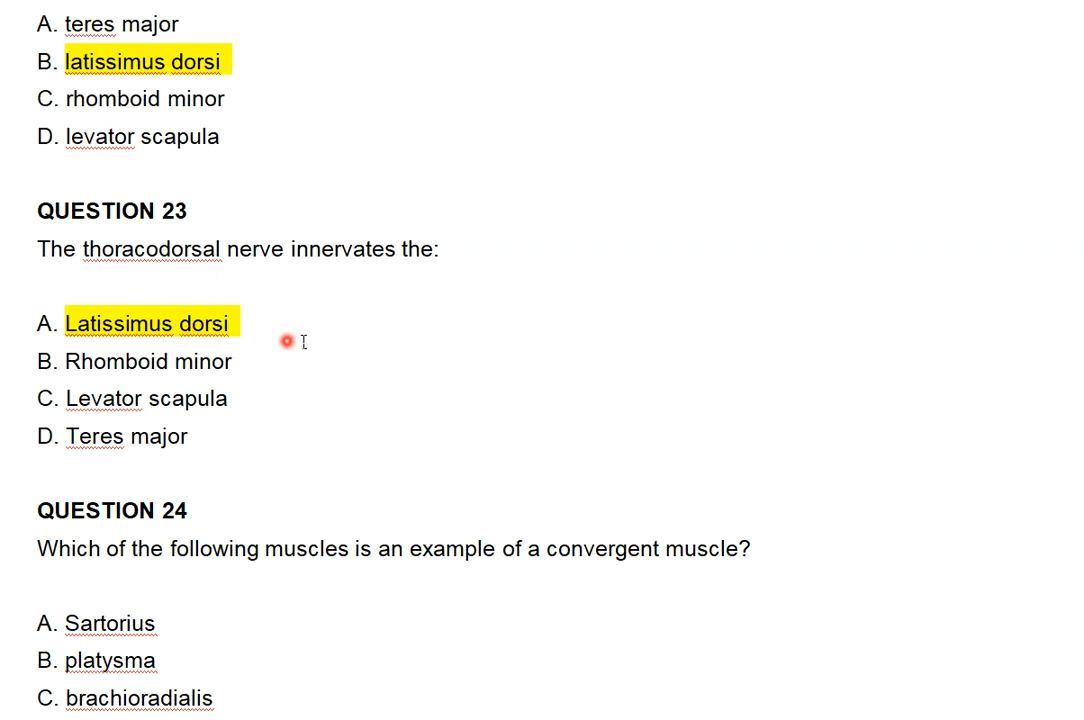 A. teres major
B. latissimus dorsi
C. rhomboid minor
D. levator scapula
QUESTION 23
The thoracodorsal nerve innervates the:
A. Latissimus dorsi
B. Rhomboid minor
C. Levator scapula
D. Teres major
QUESTION 24
Which of the following muscles is an example of a convergent muscle?
A. Sartorius
B. platysma
C. brachioradialis